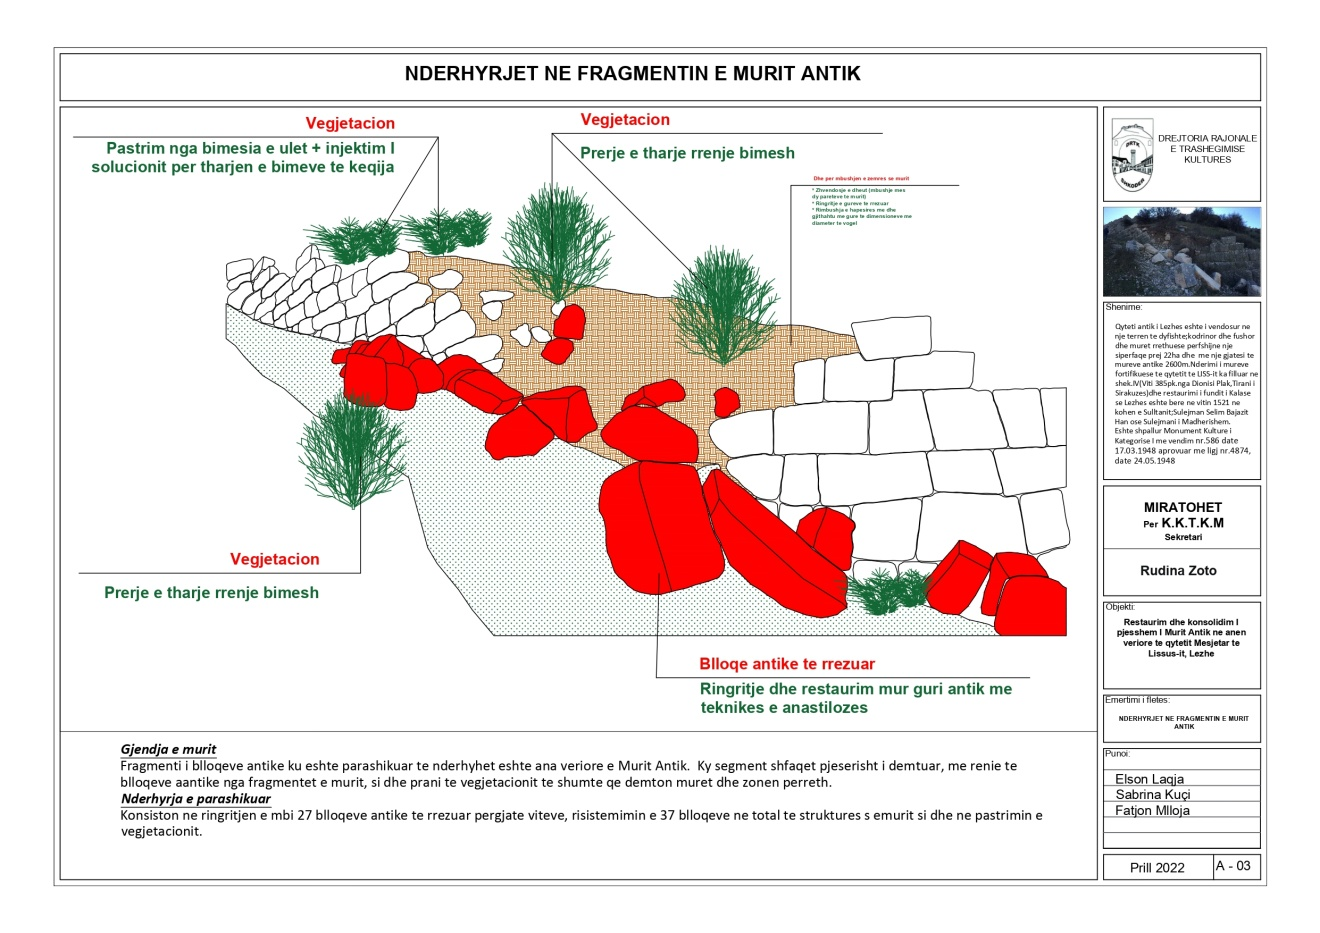 NDERHYRJET NE FRAGMENTIN E MURIT ANTIK
Vegjetacion
Pastrim nga bimesia e ulet + injektim I
solucionit per tharjen e bimeve te keqija
Vegjetacion
Prerje e tharje rrenje bimesh
Dhe per mbushjen e zemres se murit
* Zhvendosje e dheut (mbushje mes
dy pareteve te murit)
* Ringritje e gureve te rrezuar
* Rimbushja e hapesires me dhe
gjithahtu me gure te dimensioneve me
diameter te vogel
Vegjetacion
Prerje e tharje rrenje bimesh
Blloqe antike te rrezuar
Ringritje dhe restaurim mur guri antik me
teknikes e anastilozes
Gjendja e murit
Fragmenti i blloqeve antike ku eshte parashikuar te nderhyhet eshte ana veriore e Murit Antik. Ky segment shfaqet pjeserisht i demtuar, me renie te
blloqeve aantike nga fragmentet e murit, si dhe prani te vegjetacionit te shumte qe demton muret dhe zonen perreth.
Nderhyrja e parashikuar
Konsiston ne ringritjen e mbi 27 blloqeve antike te rrezuar pergjate viteve, risistemimin e 37 blloqeve ne total te struktures s emurit si dhe ne pastrimin e
vegjetacionit.
DRTK
SHKODER
DREJTORIA RAJONALE
E TRASHEGIMISE
KULTURES
Shenime:
Qyteti antik i Lezhes eshte i vendosur ne
nje terren te dyfishte;kodrinor dhe fushor
dhe muret rrethuese perfshijne nje
siperfaqe prej 22ha dhe me nje gjatesi te
mureve antike 2600m.Nderimi i mureve
fortifikuese te qytetit te LISS-it ka filluar ne
shek.IV(Viti 385pk.nga Dionisi Plak,Tirani i
Sirakuzes)dhe restaurimi i fundit i Kalase
se Lezhes eshte bere ne vitin 1521 ne
kohen e Sulltanit;Sulejman Selim Bajazit
Han ose Sulejmani i Madherishem.
Eshte shpallur Monument Kulture i
Kategorise I me vendim nr.586 date
17.03.1948 aprovuar me ligj nr.4874,
date 24.05.1948
MIRATOHET
Per K.K.T.K.M
Sekretari
Rudina Zoto
Objekti:
Restaurim dhe konsolidim I
pjesshem I Murit Antik ne anen
veriore te qytetit Mesjetar te
Lissus-it, Lezhe
Emertimi i fletes:
NDERHYRJET NE FRAGMENTIN E MURIT
ANTIK
Punoi:
Elson Laqja
Sabrina Kuçi
Fatjon Mlloja
Prill 2022
A - 03